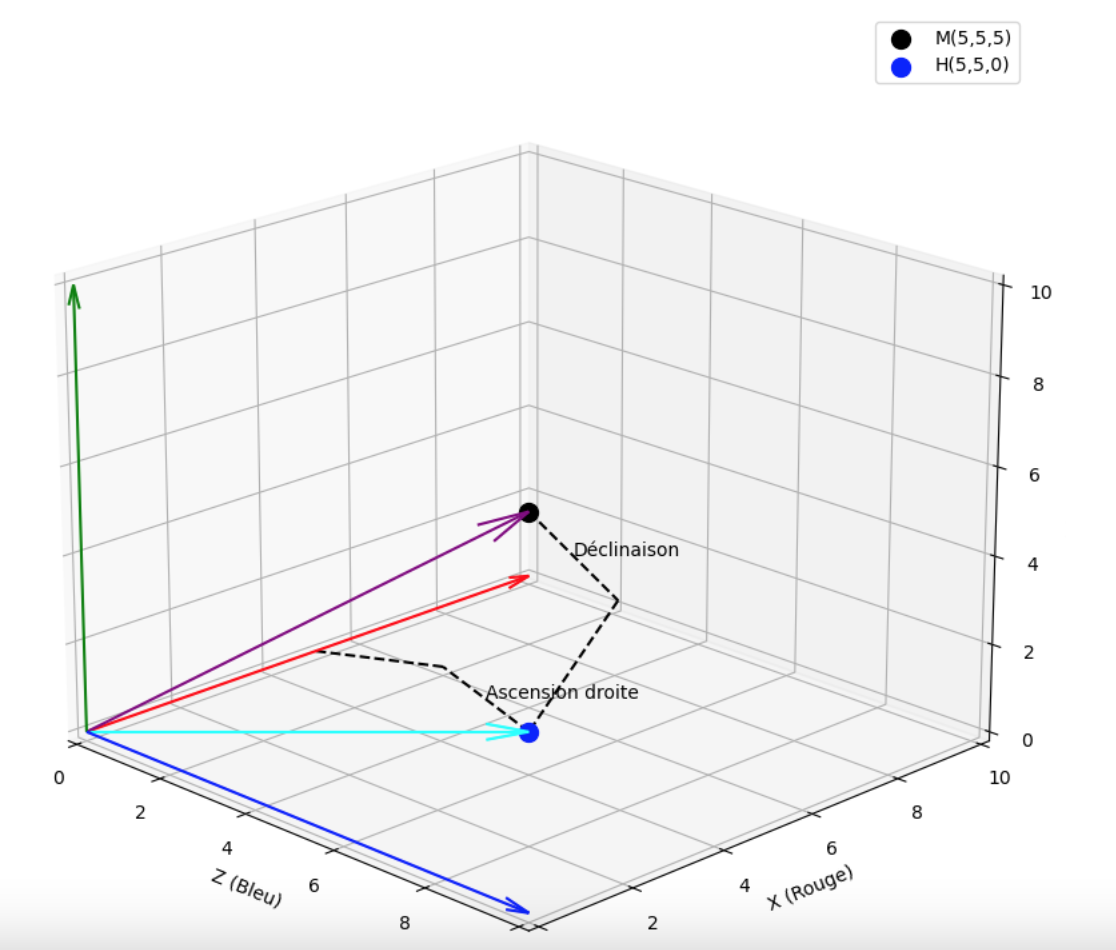 M(5,5,5)
H(5,5,0)
10
8
6
4
2
0
Déclinaison
Ascension droite
0
2
4
6
8
Z (Bleu)
2
4
6
8
10
X (Rouge)